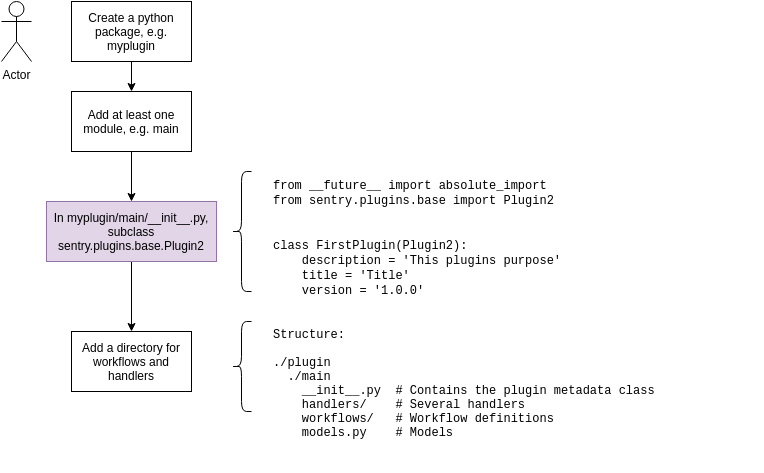 Actor
Create a python
package, e.g.
myplugin
Add at least one
module, e.g. main
In myplugin/main/__init__.py,
subclass
sentry.plugins.base.Plugin2
from __future__ import absolute_import
from sentry.plugins.base import Plugin2
class FirstPlugin(Plugin2):
    description = 'This plugins purpose'
    title = 'Title'
    version = '1.0.0'
Add a directory for
workflows and
handlers
Structure:
./plugin
  ./main
    __init__.py  # Contains the plugin metadata class
    handlers/    # Several handlers
    workflows/   # Workflow definitions
    models.py    # Models